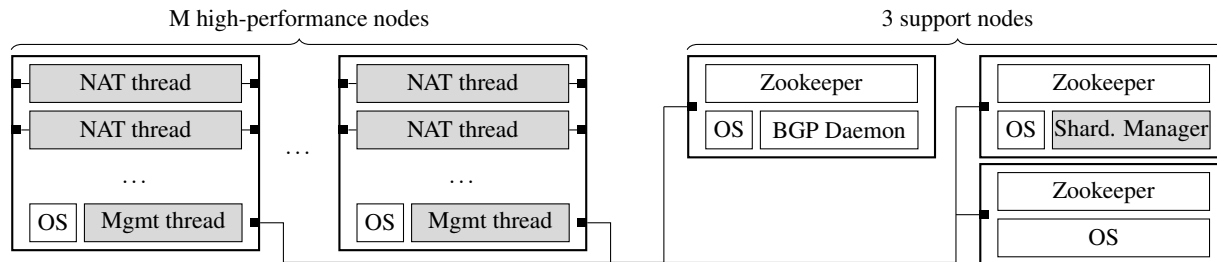 M high-performance nodes
3 support nodes
NAT thread
NAT thread
...
OS Mgmt thread
...
NAT thread
NAT thread
...
OS Mgmt thread
Zookeeper
OS BGP Daemon
Zookeeper
OS Shard. Manager
Zookeeper
OS